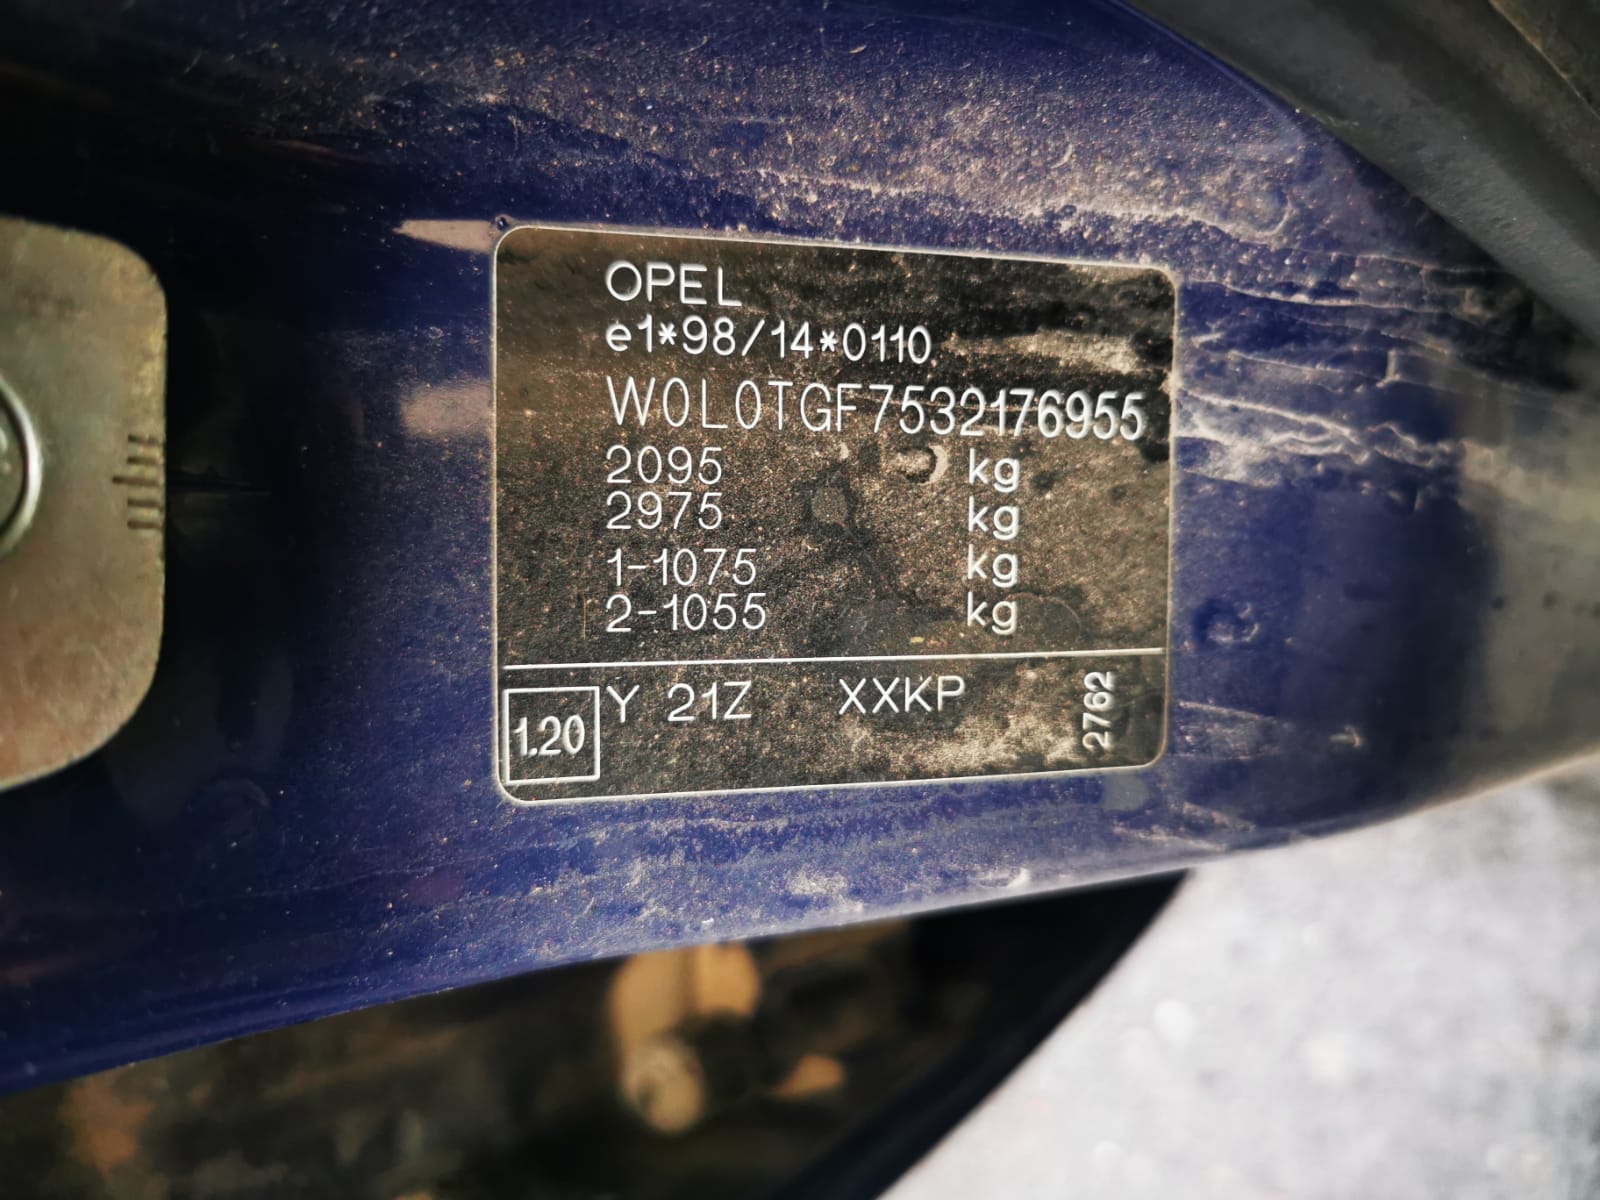 OPEL
e1*98/14*0110
W0L0TGF7532176955
2095 kg
2975 kg
1-1075 kg
2-1055 kg
1.20 Y 21Z XXKP 2762